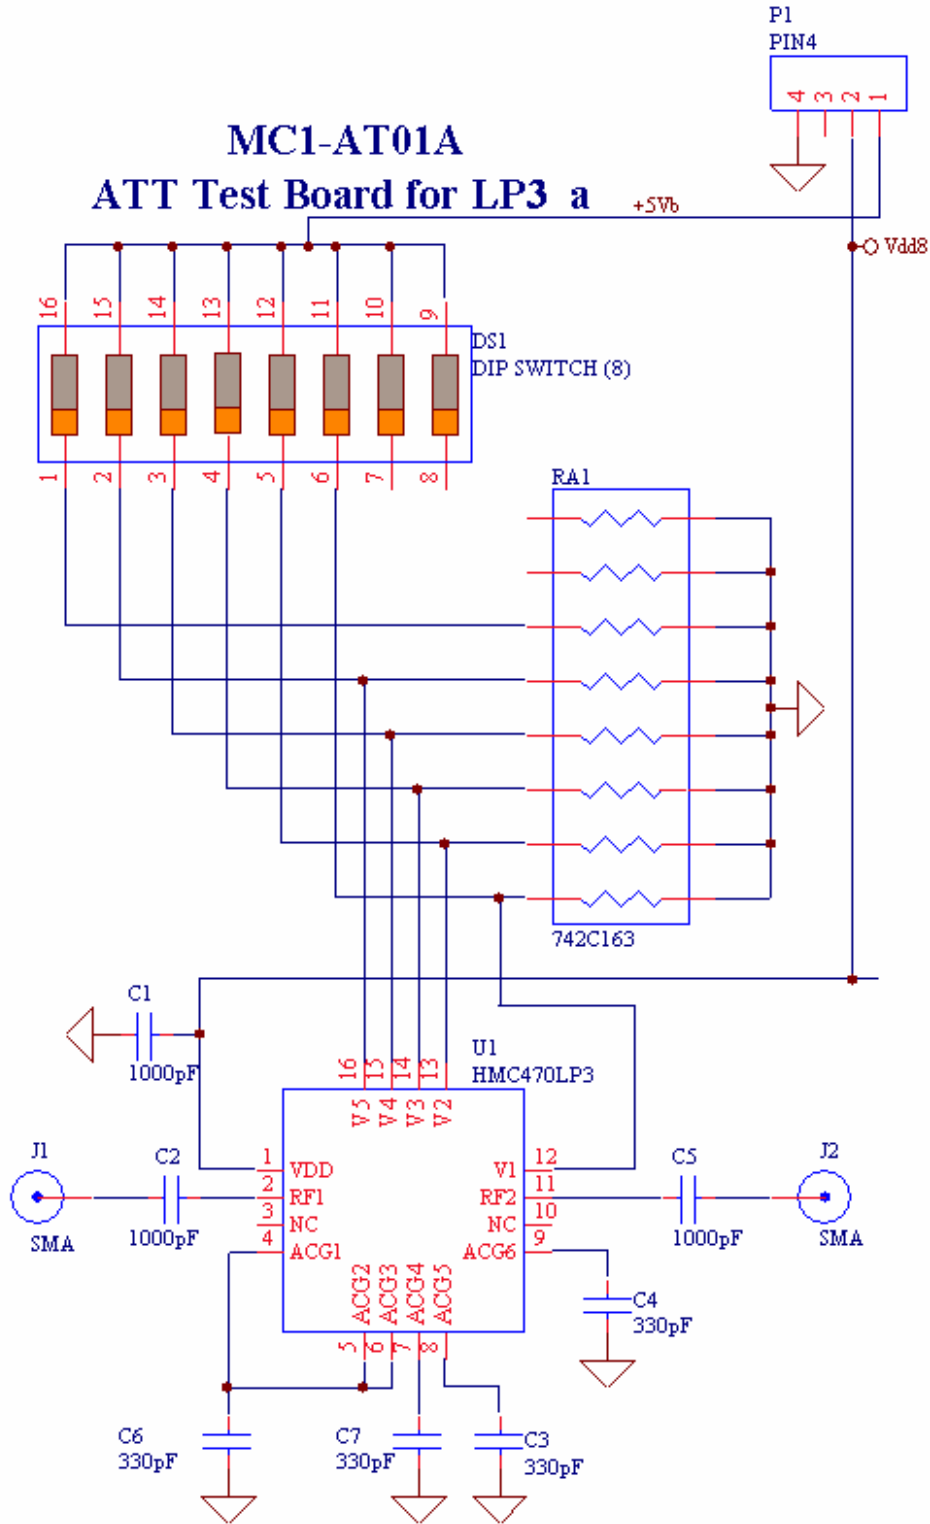 P1
PIN4
4 3 2 1
MC1-AT01A
ATT Test Board for LP3 a
+5Vb
Vdd8
16 15 14 13 12 11 10 9
DS1
DIP SWITCH (8)
1 2 3 4 5 6 7 8
RA1
742C163
C1
1000pF
U1
HMC470LP3
16 15 14 13
V5 V4 V3 V2
J1
SMA
C2
1000pF
1 VDD
2 RF1
3 NC
4 ACG1
V1 12
RF2 11
NC 10
ACG6 9
C5
1000pF
J2
SMA
ACG2 ACG3 ACG4 ACG5
5 6 7 8
C4
330pF
C6
330pF
C7
330pF
C3
330pF